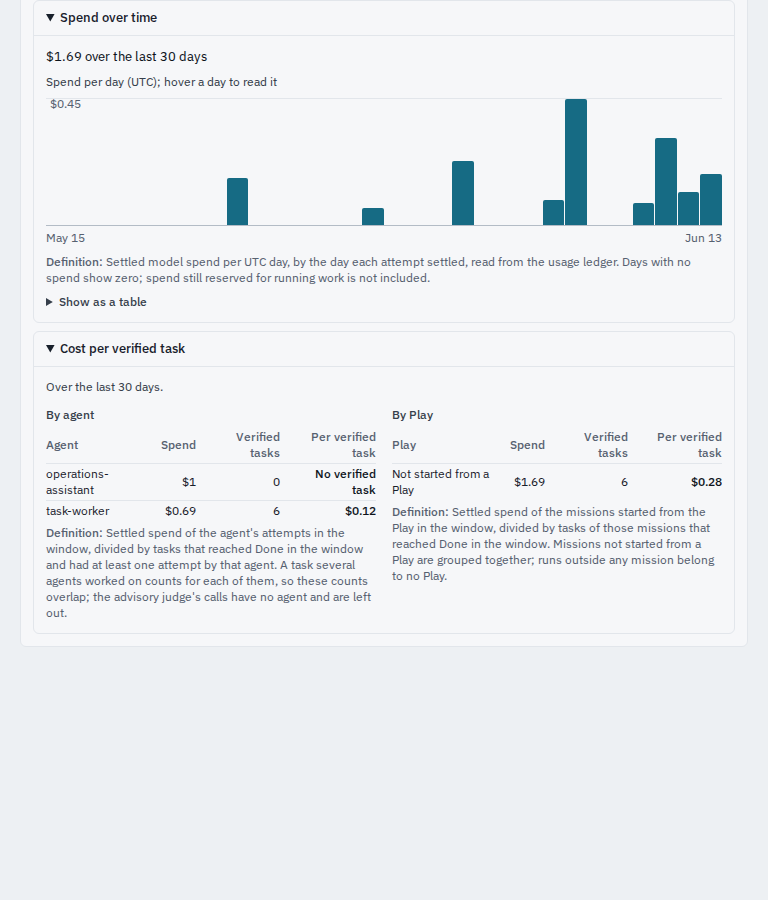 Spend over time
$1.69 over the last 30 days
Spend per day (UTC); hover a day to read it
$0.45
May 15
Jun 13
Definition: Settled model spend per UTC day, by the day each attempt settled, read from the usage ledger. Days with no
spend show zero; spend still reserved for running work is not included.
Show as a table
Cost per verified task
Over the last 30 days.
By agent
Agent Spend Verified tasks Per verified task
operations-assistant $1 0 No verified task
task-worker $0.69 6 $0.12
Definition: Settled spend of the agent's attempts in the
window, divided by tasks that reached Done in the window
and had at least one attempt by that agent. A task several
agents worked on counts for each of them, so these counts
overlap; the advisory judge's calls have no agent and are left
out.
By Play
Play Spend Verified tasks Per verified task
Not started from a Play $1.69 6 $0.28
Definition: Settled spend of the missions started from the
Play in the window, divided by tasks of those missions that
reached Done in the window. Missions not started from a
Play are grouped together; runs outside any mission belong
to no Play.